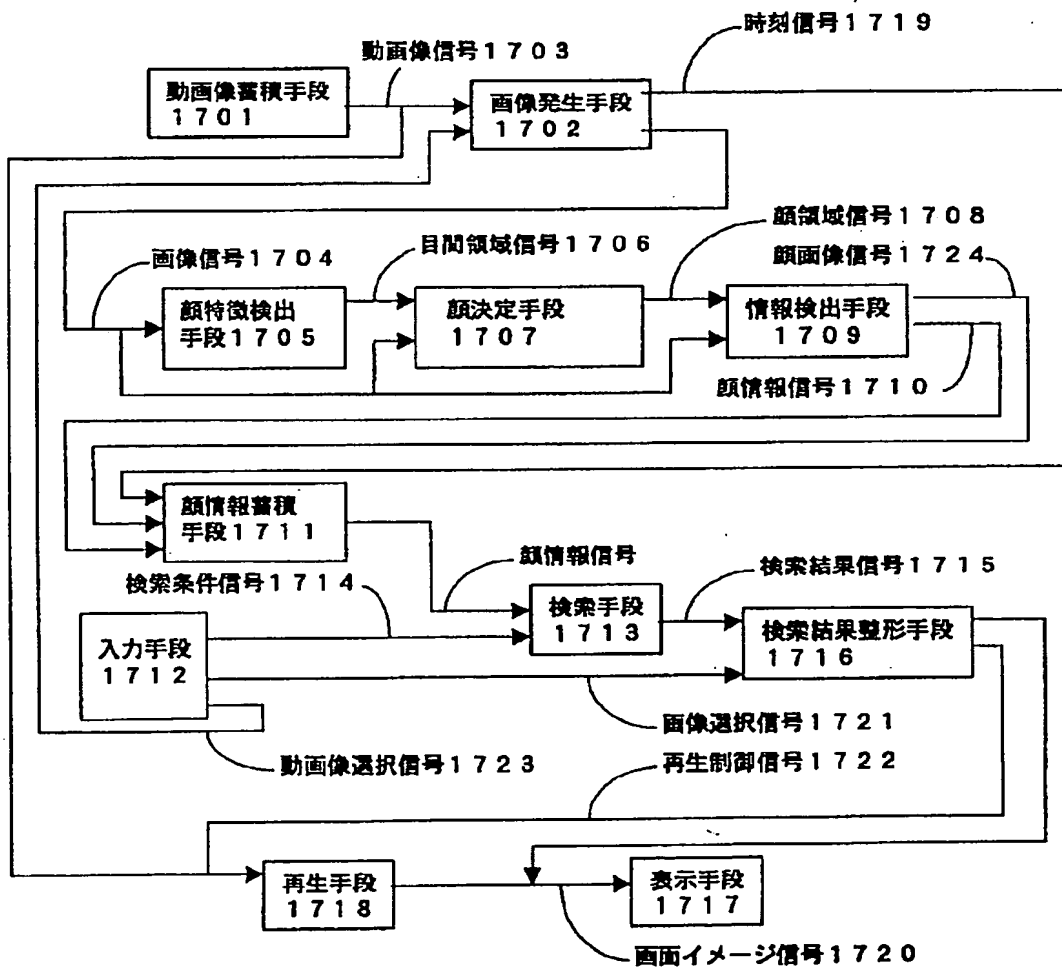 時刻信号1719
動画像信号1703
動画像蓄積手段
1701
画像発生手段
1702
顔領域信号1708
目間領域信号1706
画像信号1704
顔画像信号1724
顔特徴検出
手段1705
顔決定手段
1707
情報検出手段
1709
顔情報信号1710
顔情報蓄積
手段1711
顔情報信号
検索条件信号1714
検索結果信号1715
検索手段
1713
入力手段
1712
検索結果整形手段
1716
画像選択信号1721
動画像選択信号1723
再生制御信号1722
再生手段
1718
表示手段
1717
画面イメージ信号1720